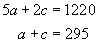 5a + 2c = 1220
a + c = 295